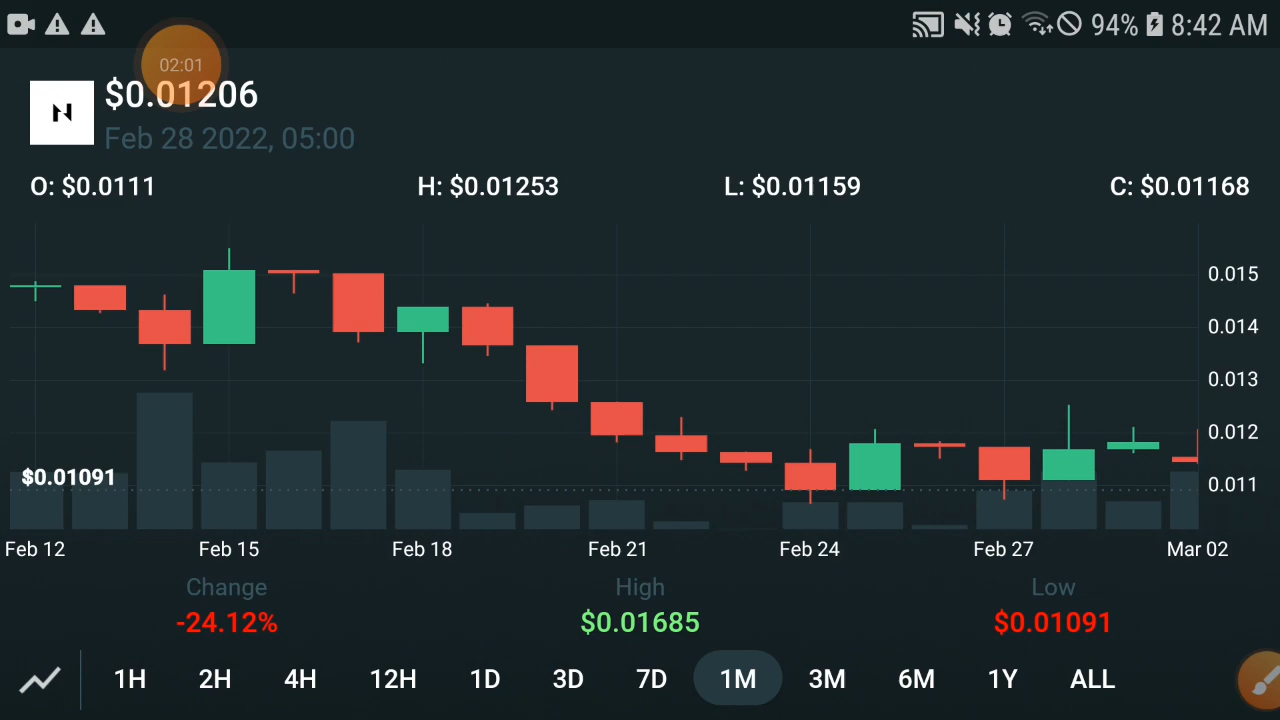 94% 8:42 AM
02:01
$0.01206
Feb 28 2022, 05:00
O: $0.0111 H: $0.01253 L: $0.01159 C: $0.01168
0.015
0.014
0.013
0.012
$0.01091
0.011
Feb 12 Feb 15 Feb 18 Feb 21 Feb 24 Feb 27 Mar 02
Change High Low
-24.12% $0.01685 $0.01091
1H 2H 4H 12H 1D 3D 7D 1M 3M 6M 1Y ALL